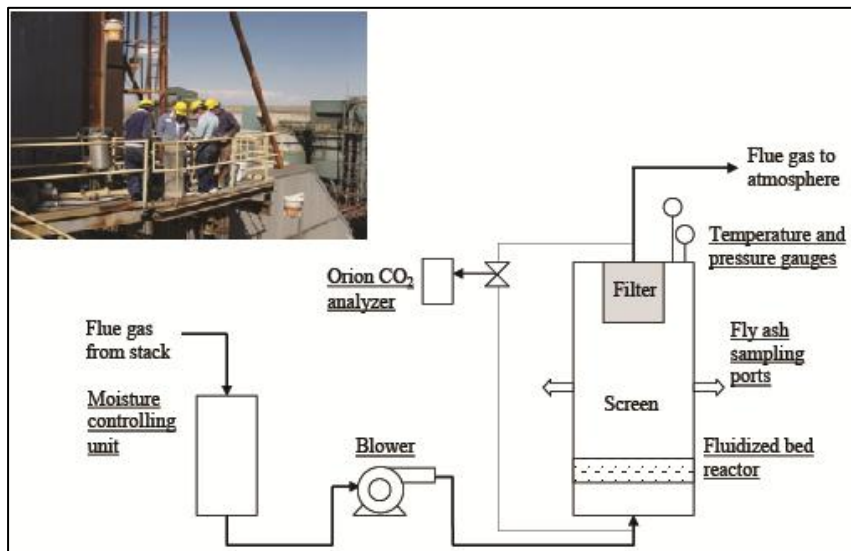 Flue gas to
atmosphere
Temperature and
pressure gauges
Orion CO₂
analyzer
Filter
Flue gas
from stack
Fly ash
sampling
ports
Moisture
controlling
unit
Screen
Blower
Fluidized bed
reactor